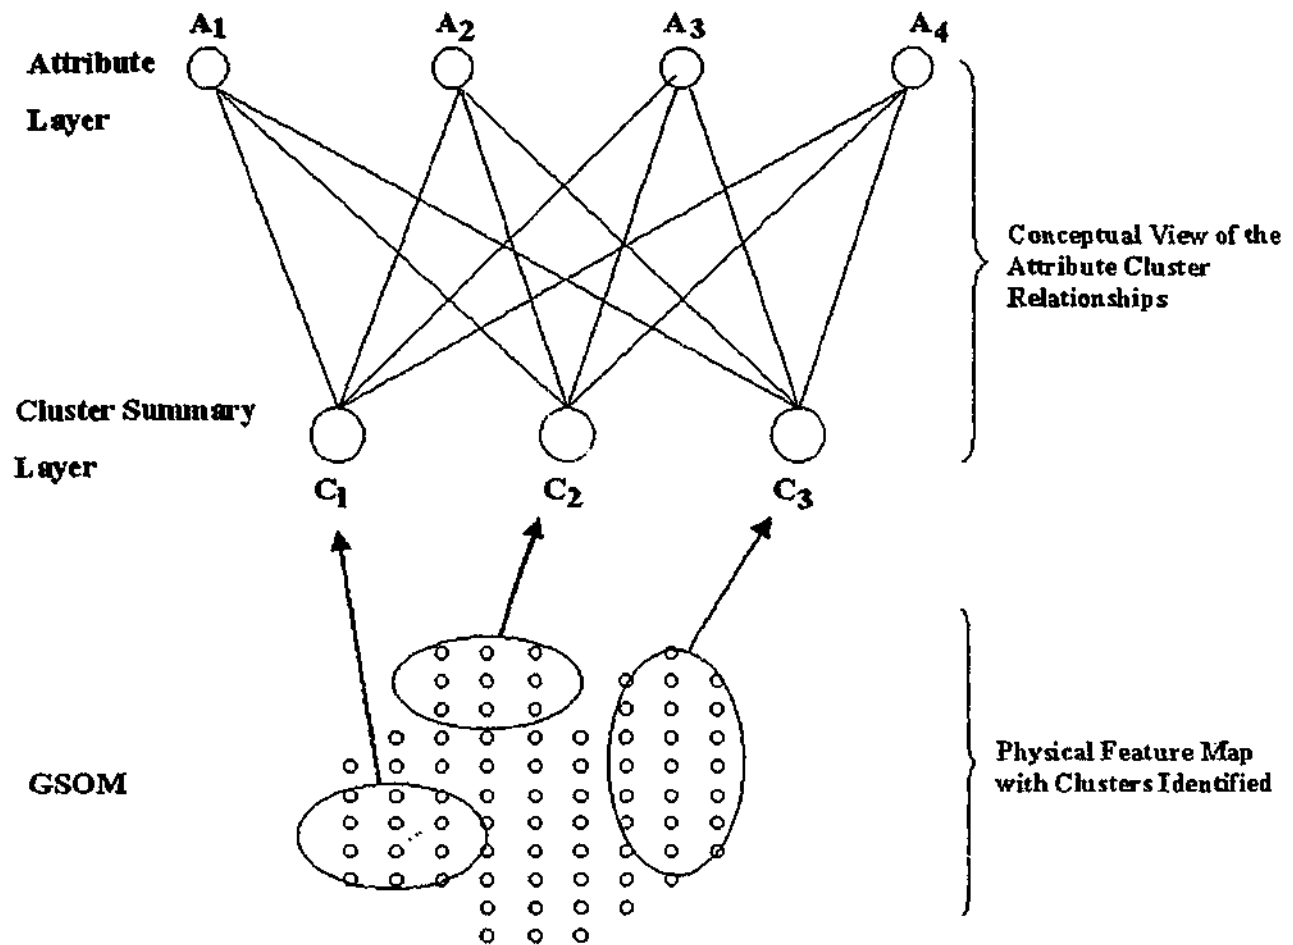 A1 A2 A3 A4
Attribute
Layer
Conceptual View of the
Attribute Cluster
Relationships
Cluster Summary
Layer
C1 C2 C3
GSOM
Physical Feature Map
with Clusters Identified